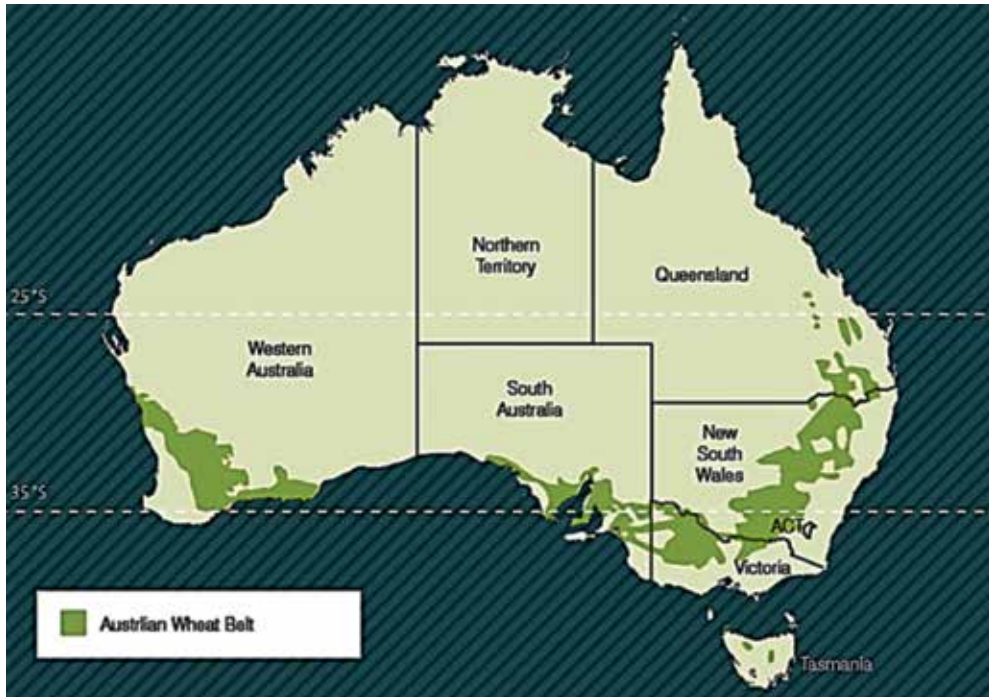 Northern
Territory
Queensland
25°S
Western
Australia
South
Australia
New
South
Wales
35°S
ACT
Victoria
Austrlian Wheat Belt
Tasmania